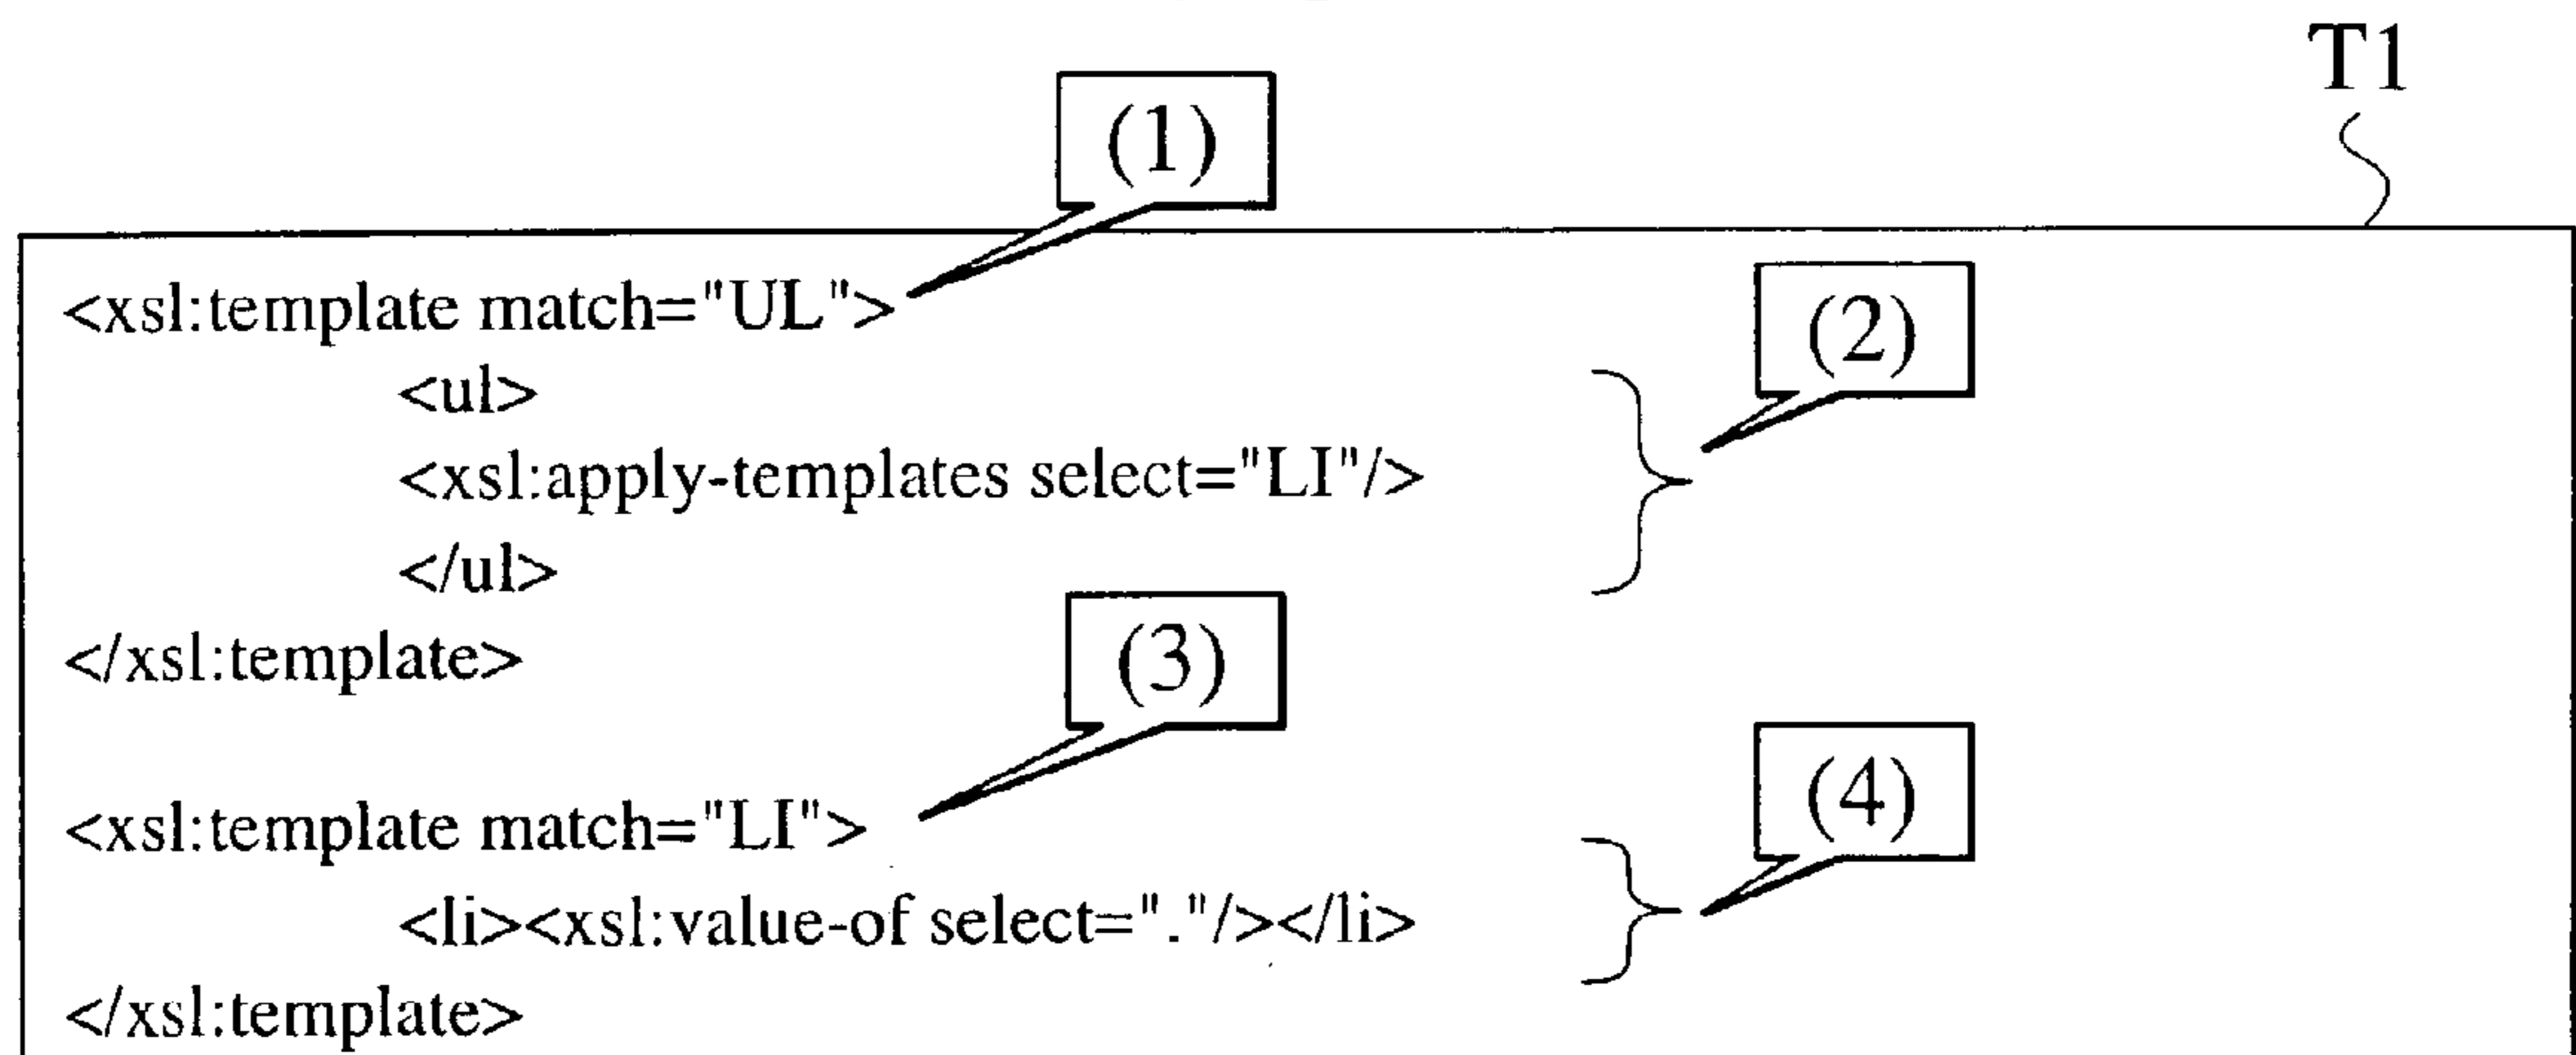 T1
(1)
<xsl:template match="UL">
(2)
<ul>
<xsl:apply-templates select="LI"/>
</ul>
(3)
</xsl:template>
<xsl:template match="LI">
(4)
<li><xsl:value-of select="."/></li>
</xsl:template>